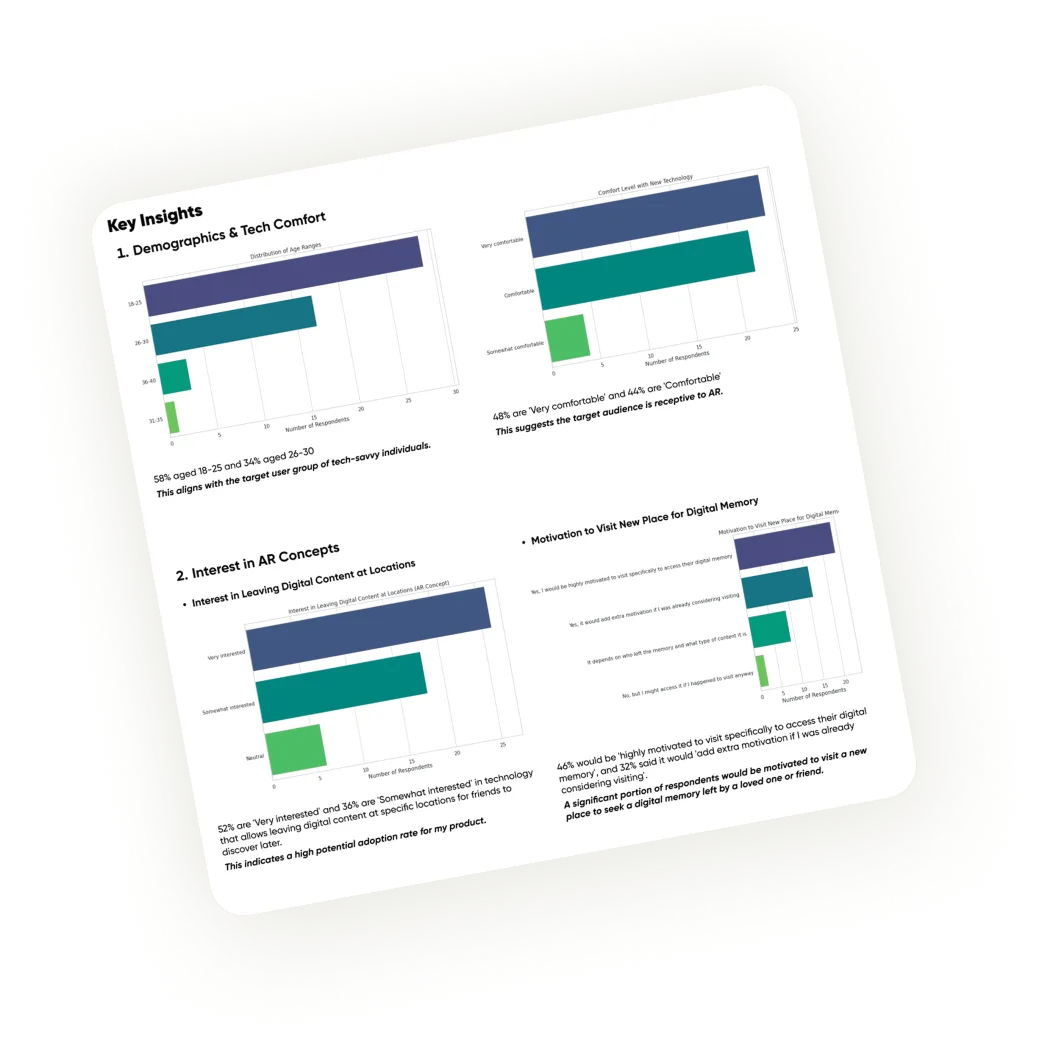 Key Insights
1. Demographics & Tech Comfort
Distribution of Age Ranges
18-25
26-30
36-40
31-35
0 5 10 15 20 25 30
Number of Respondents
58% aged 18-25 and 34% aged 26-30
This aligns with the target user group of tech-savvy individuals.
Comfort Level with New Technology
Very comfortable
Comfortable
Somewhat comfortable
0 5 10 15 20 25
Number of Respondents
48% are 'Very comfortable' and 44% are 'Comfortable'
This suggests the target audience is receptive to AR.
2. Interest in AR Concepts
• Interest in Leaving Digital Content at Locations
Interest in Leaving Digital Content at Locations (AR Concept)
Very interested
Somewhat interested
Neutral
0 5 10 15 20 25
Number of Respondents
52% are 'Very interested' and 36% are 'Somewhat interested' in technology
that allows leaving digital content at specific locations for friends to
discover later.
This indicates a high potential adoption rate for my product.
• Motivation to Visit New Place for Digital Memory
Motivation to Visit New Place for Digital Mem
Yes, I would be highly motivated to visit specifically to access their digital memory
Yes, it would add extra motivation if I was already considering visiting
It depends on who left the memory and what type of content it is
No, but I might access it if I happened to visit anyway
0 5 10 15 20
Number of Respondents
46% would be 'highly motivated to visit specifically to access their digital
memory', and 32% said it would 'add extra motivation if I was already
considering visiting'.
A significant portion of respondents would be motivated to visit a new
place to seek a digital memory left by a loved one or friend.